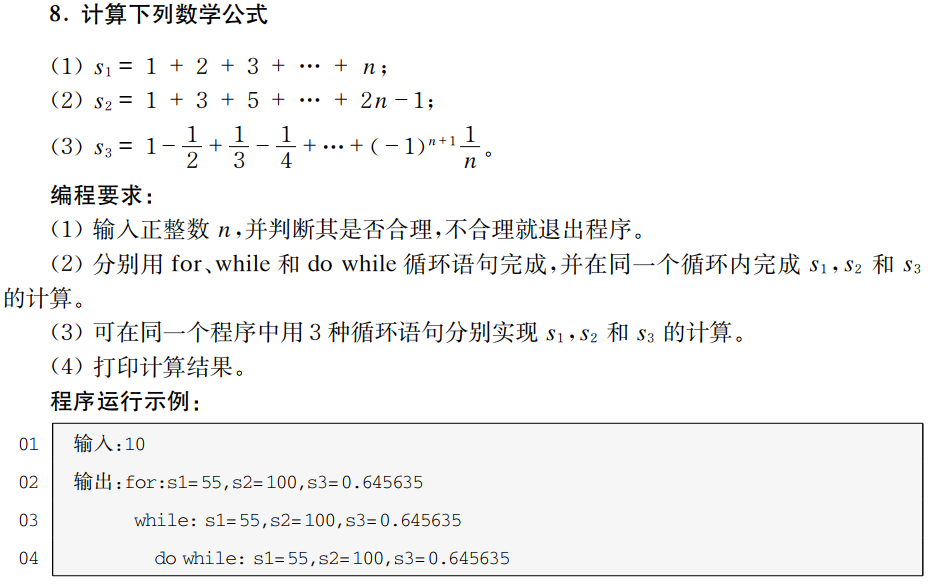 8. 计算下列数学公式
(1) s₁ = 1 + 2 + 3 + ⋯ + n;
(2) s₂ = 1 + 3 + 5 + ⋯ + 2n − 1;
(3) s₃ = 1 − 1/2 + 1/3 − 1/4 + ⋯ + (−1)ⁿ⁺¹ 1/n。
编程要求:
(1) 输入正整数 n,并判断其是否合理,不合理就退出程序。
(2) 分别用 for、while 和 do while 循环语句完成,并在同一个循环内完成 s₁,s₂ 和 s₃
的计算。
(3) 可在同一个程序中用 3 种循环语句分别实现 s₁,s₂ 和 s₃ 的计算。
(4) 打印计算结果。
程序运行示例:
01 输入:10
02 输出:for:s1=55,s2=100,s3=0.645635
03 while: s1=55,s2=100,s3=0.645635
04 do while: s1=55,s2=100,s3=0.645635